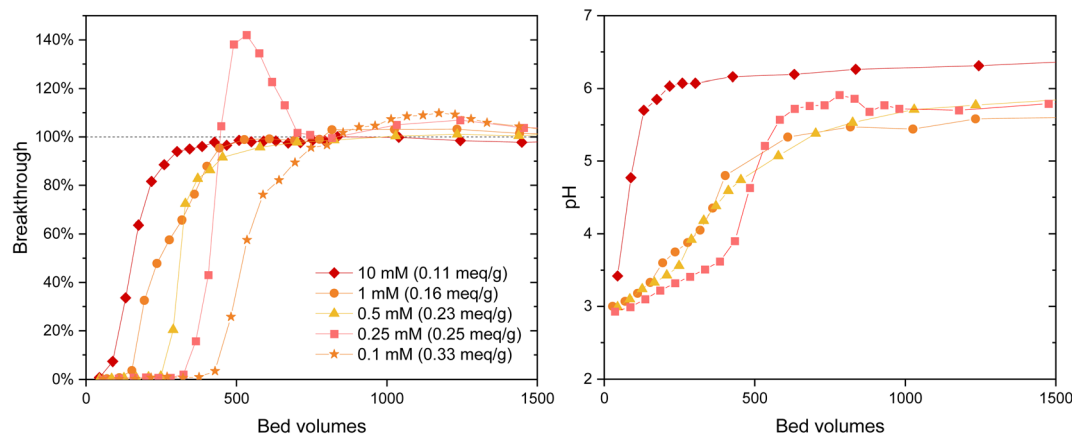 140%
120%
100%
80%
60%
40%
20%
0%
Breakthrough
0
500
1000
1500
Bed volumes
10 mM (0.11 meq/g)
1 mM (0.16 meq/g)
0.5 mM (0.23 meq/g)
0.25 mM (0.25 meq/g)
0.1 mM (0.33 meq/g)
7
6
5
4
3
2
pH
0
500
1000
1500
Bed volumes